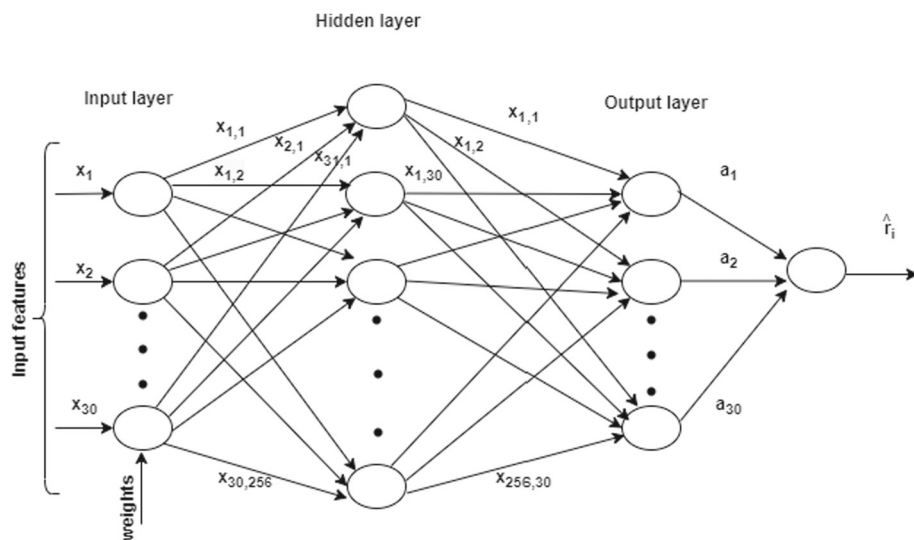 Hidden layer
Input layer
Output layer
x1,1
x2,1
x31,1
x1,2
x1,30
x1,1
x1,2
x1
x2
x30
a1
a2
a30
r̂i
Input features
x30,256
x256,30
weights